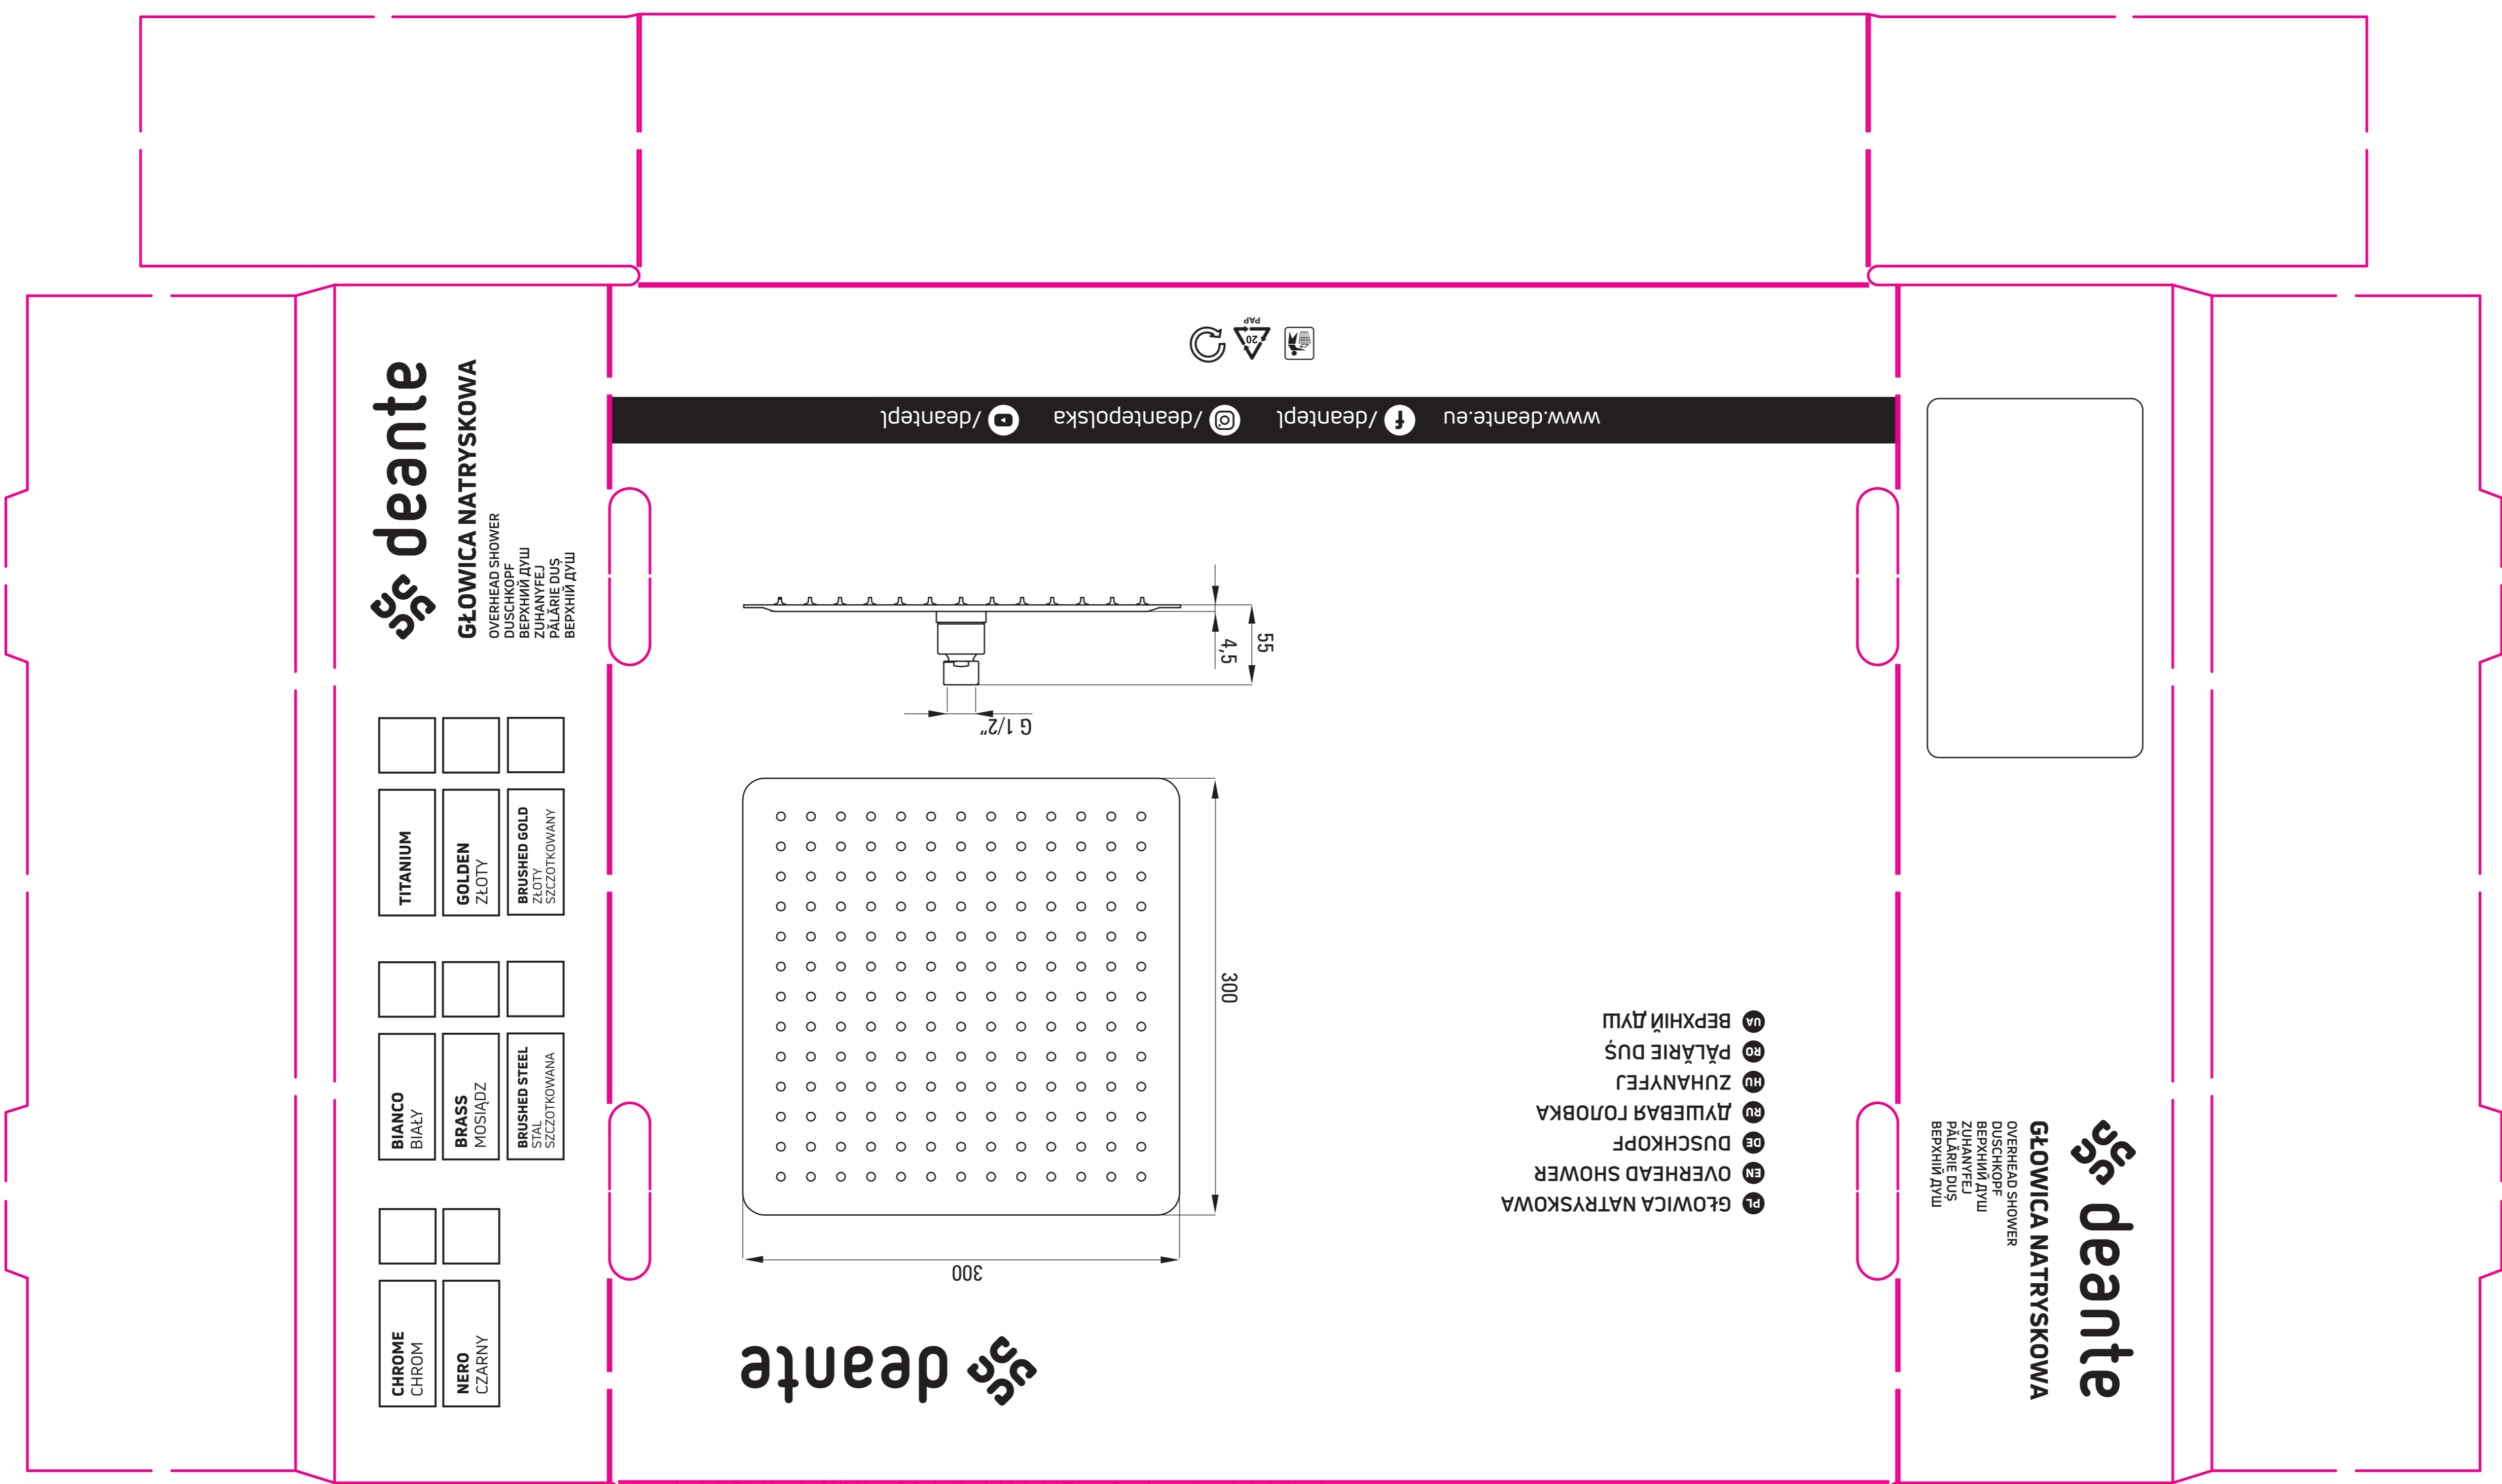 deante
GŁOWICA NATRYSKOWA
OVERHEAD SHOWER
DUSCHKOPF
ВЕРХНИЙ ДУШ
ZUHANYFEJ
PĂLĂRIE DUȘ
ВЕРХНІЙ ДУШ
CHROME
CHROM
NERO
CZARNY
BIANCO
BIAŁY
BRASS
MOSIĄDZ
BRUSHED STEEL
STAL
SZCZOTKOWANA
TITANIUM
GOLDEN
ZŁOTY
BRUSHED GOLD
ZŁOTY
SZCZOTKOWANY
deante
300
300
G 1/2"
4,5
55
PL GŁOWICA NATRYSKOWA
EN OVERHEAD SHOWER
DE DUSCHKOPF
RU ДУШЕВАЯ ГОЛОВКА
HU ZUHANYFEJ
RO PĂLĂRIE DUȘ
UA ВЕРХНІЙ ДУШ
www.deante.eu /deantepl /deantepolska /deantepl
20
PAP
deante
GŁOWICA NATRYSKOWA
OVERHEAD SHOWER
DUSCHKOPF
ВЕРХНИЙ ДУШ
ZUHANYFEJ
PĂLĂRIE DUȘ
ВЕРХНІЙ ДУШ